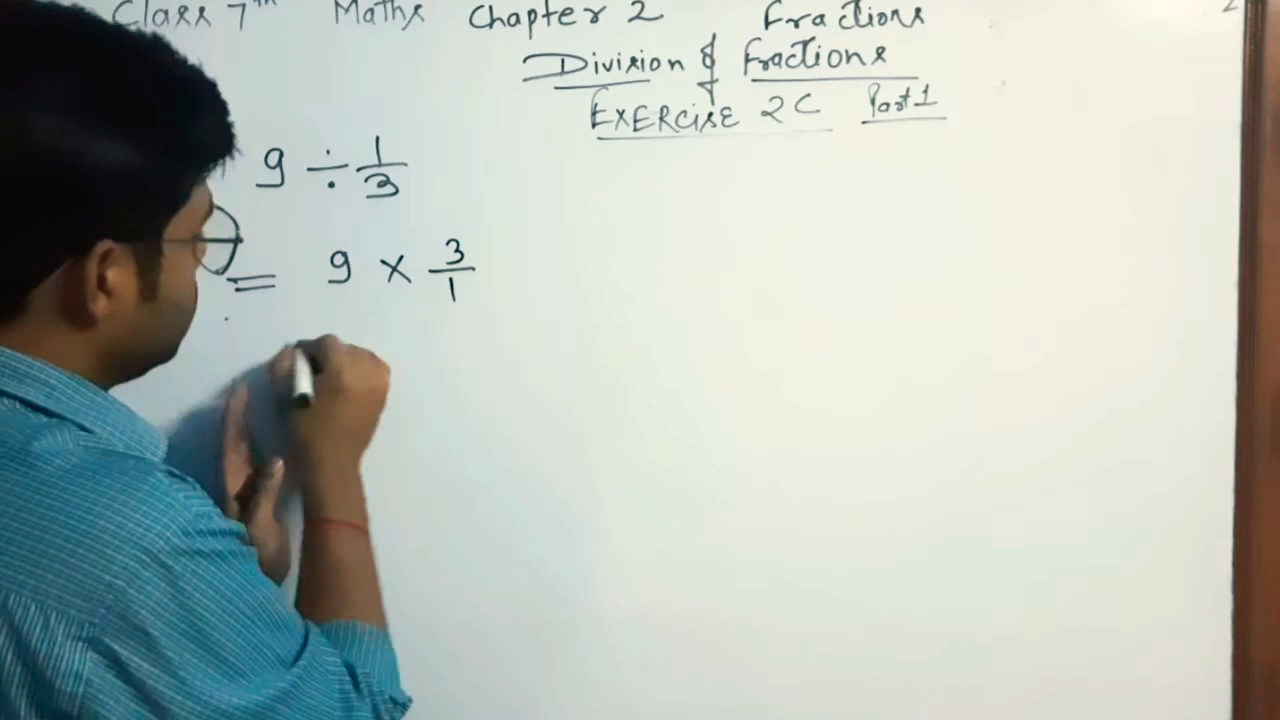 Class 7th Maths Chapter 2 Fractions
Division of Fractions
EXERCISE 2C Part 1
9 ÷ 1/3
= 9 × 3/1